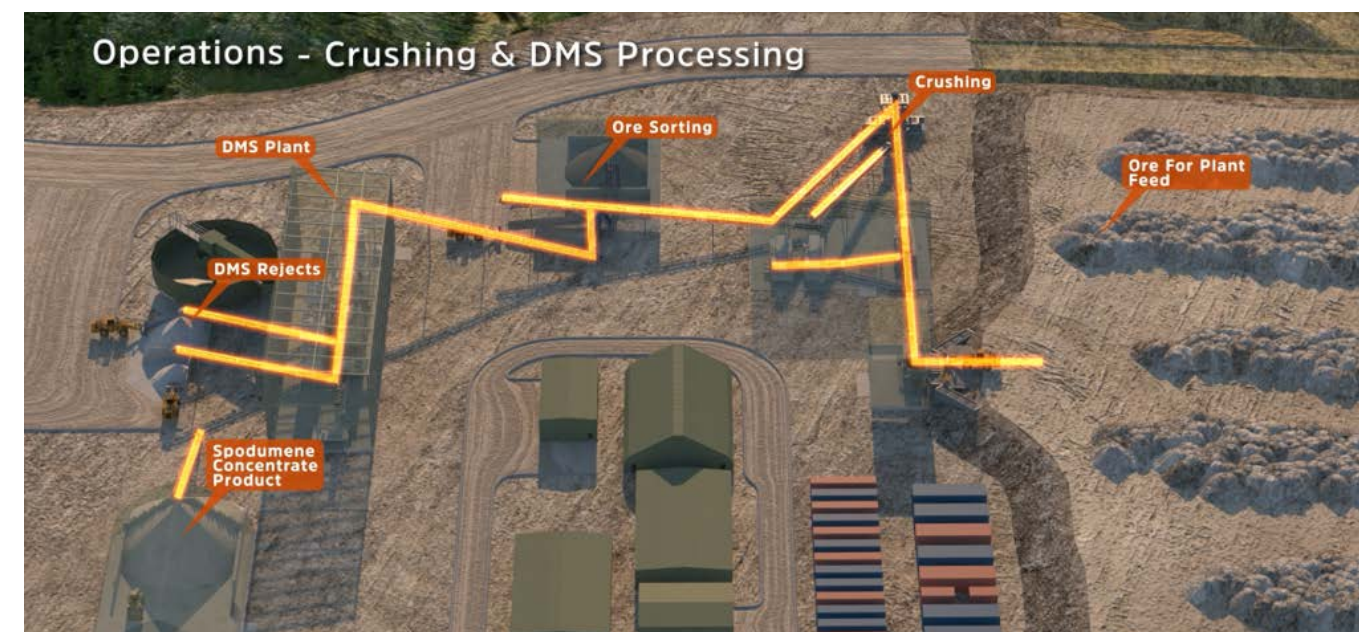 Operations - Crushing & DMS Processing
Crushing
Ore Sorting
DMS Plant
Ore For Plant
Feed
DMS Rejects
Spodumene
Concentrate
Product